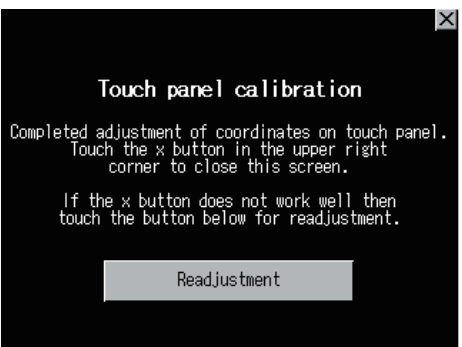 Touch panel calibration
Completed adjustment of coordinates on touch panel.
Touch the x button in the upper right
corner to close this screen.
If the x button does not work well then
touch the button below for readjustment.
Readjustment